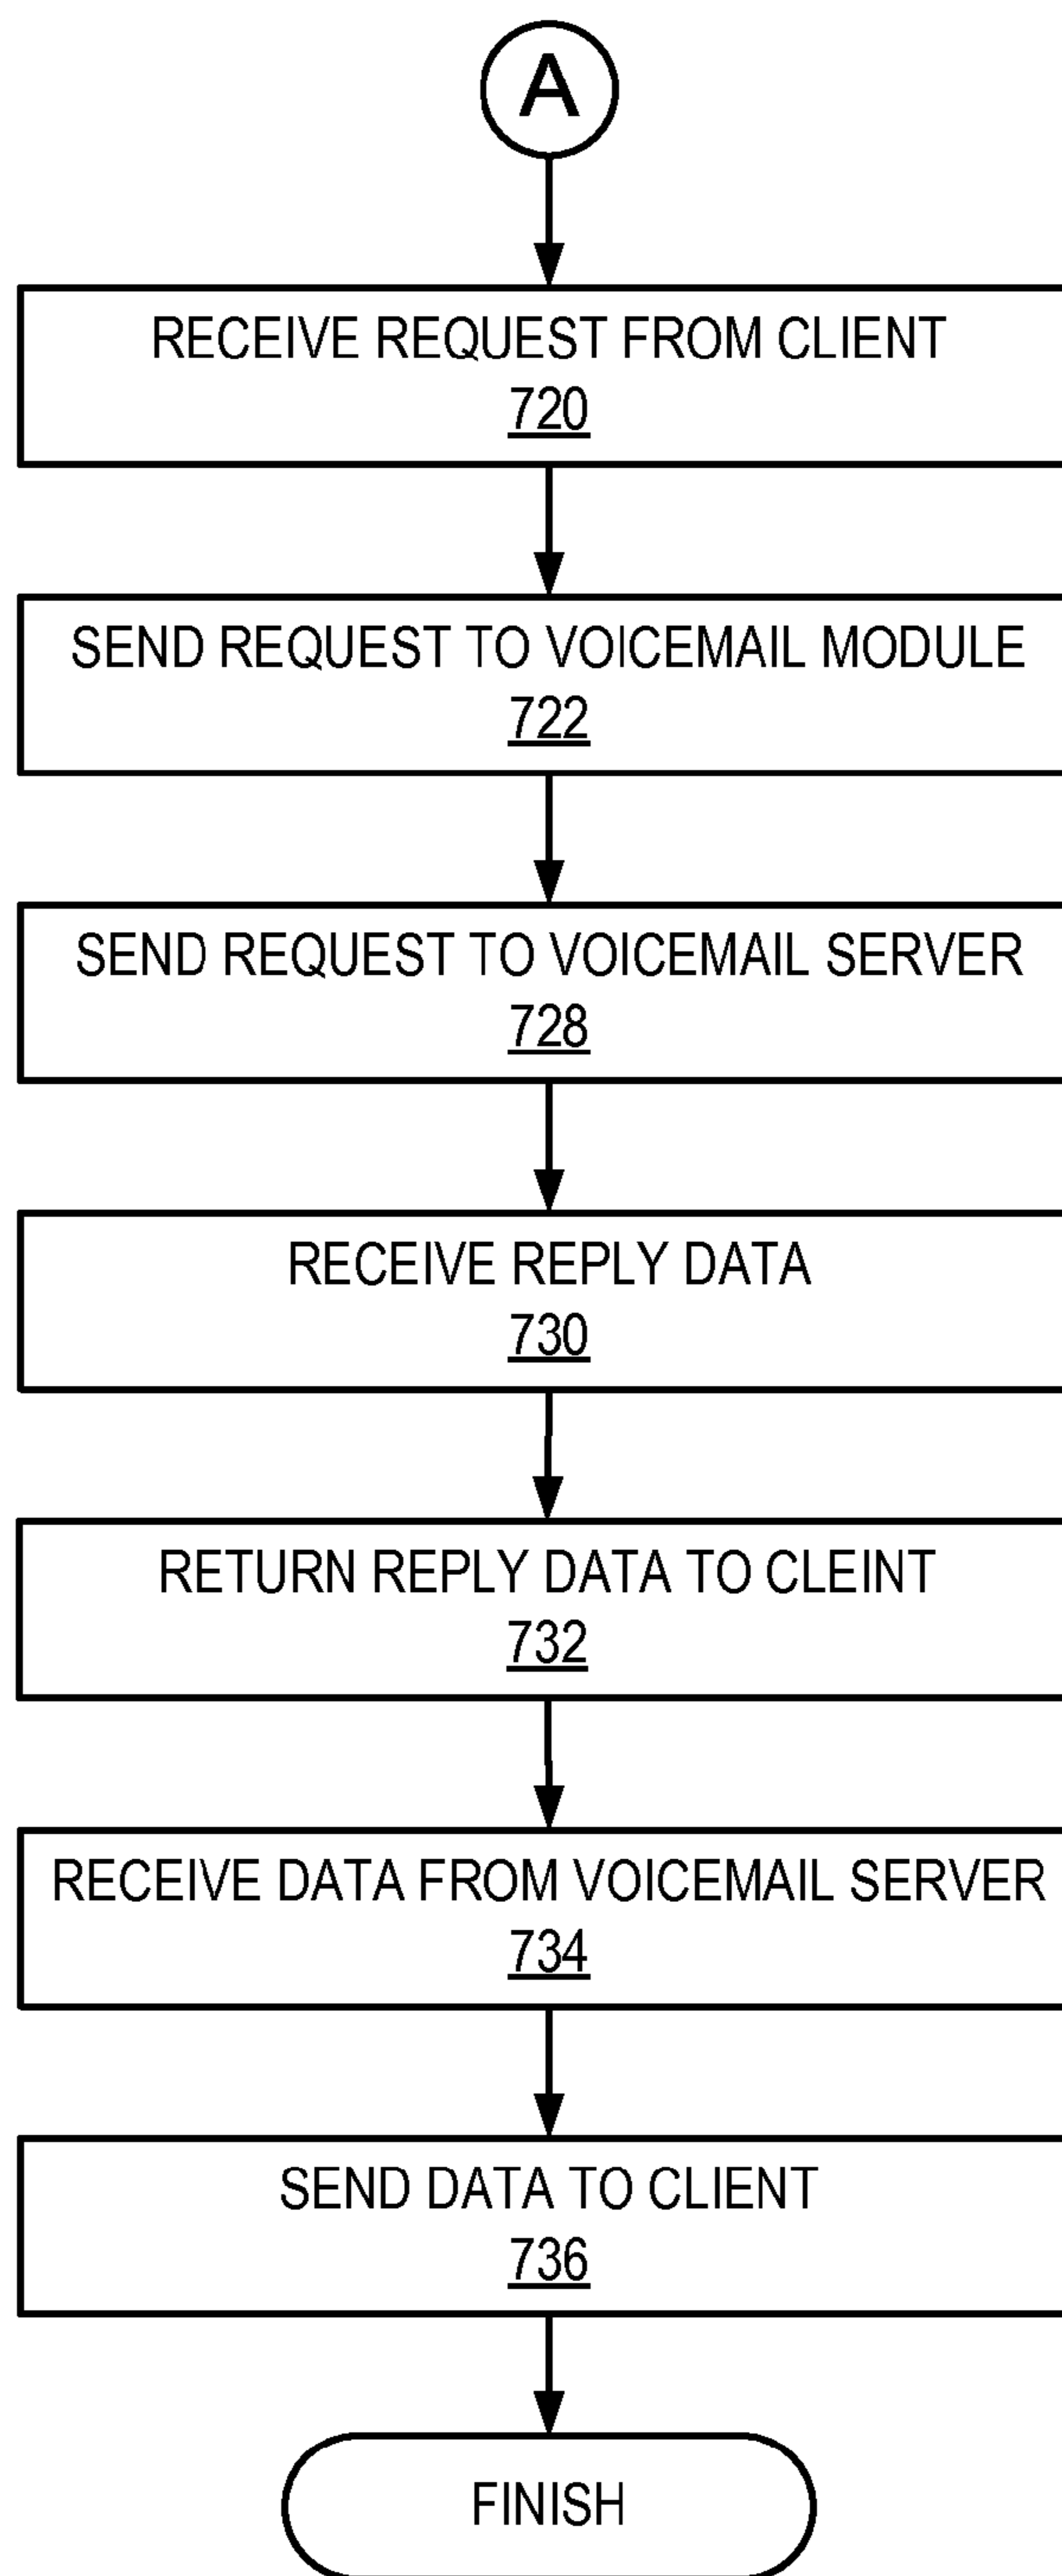 A
RECEIVE REQUEST FROM CLIENT
720
SEND REQUEST TO VOICEMAIL MODULE
722
SEND REQUEST TO VOICEMAIL SERVER
728
RECEIVE REPLY DATA
730
RETURN REPLY DATA TO CLEINT
732
RECEIVE DATA FROM VOICEMAIL SERVER
734
SEND DATA TO CLIENT
736
FINISH